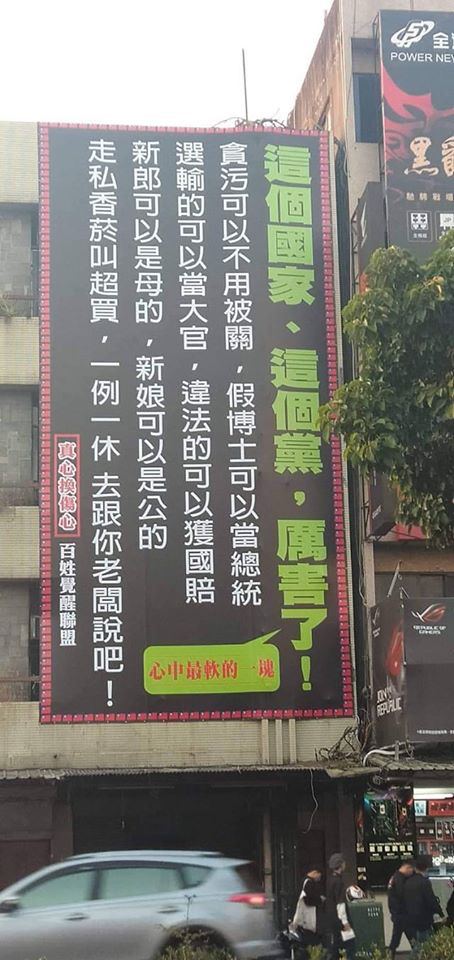 這個國家、這個黨，厲害了！
貪污可以不用被關，假博士可以當總統
選輸的可以當大官，違法的可以獲國賠
新郎可以是母的，新娘可以是公的
走私香菸叫超買，一例一休 去跟你老闆說吧！
心中最軟的一塊
真心換傷心
百姓覺醒聯盟
全
POWER NEW
黑
REPUBLIC OF
GAMERS
JOIN
REPUBLIC